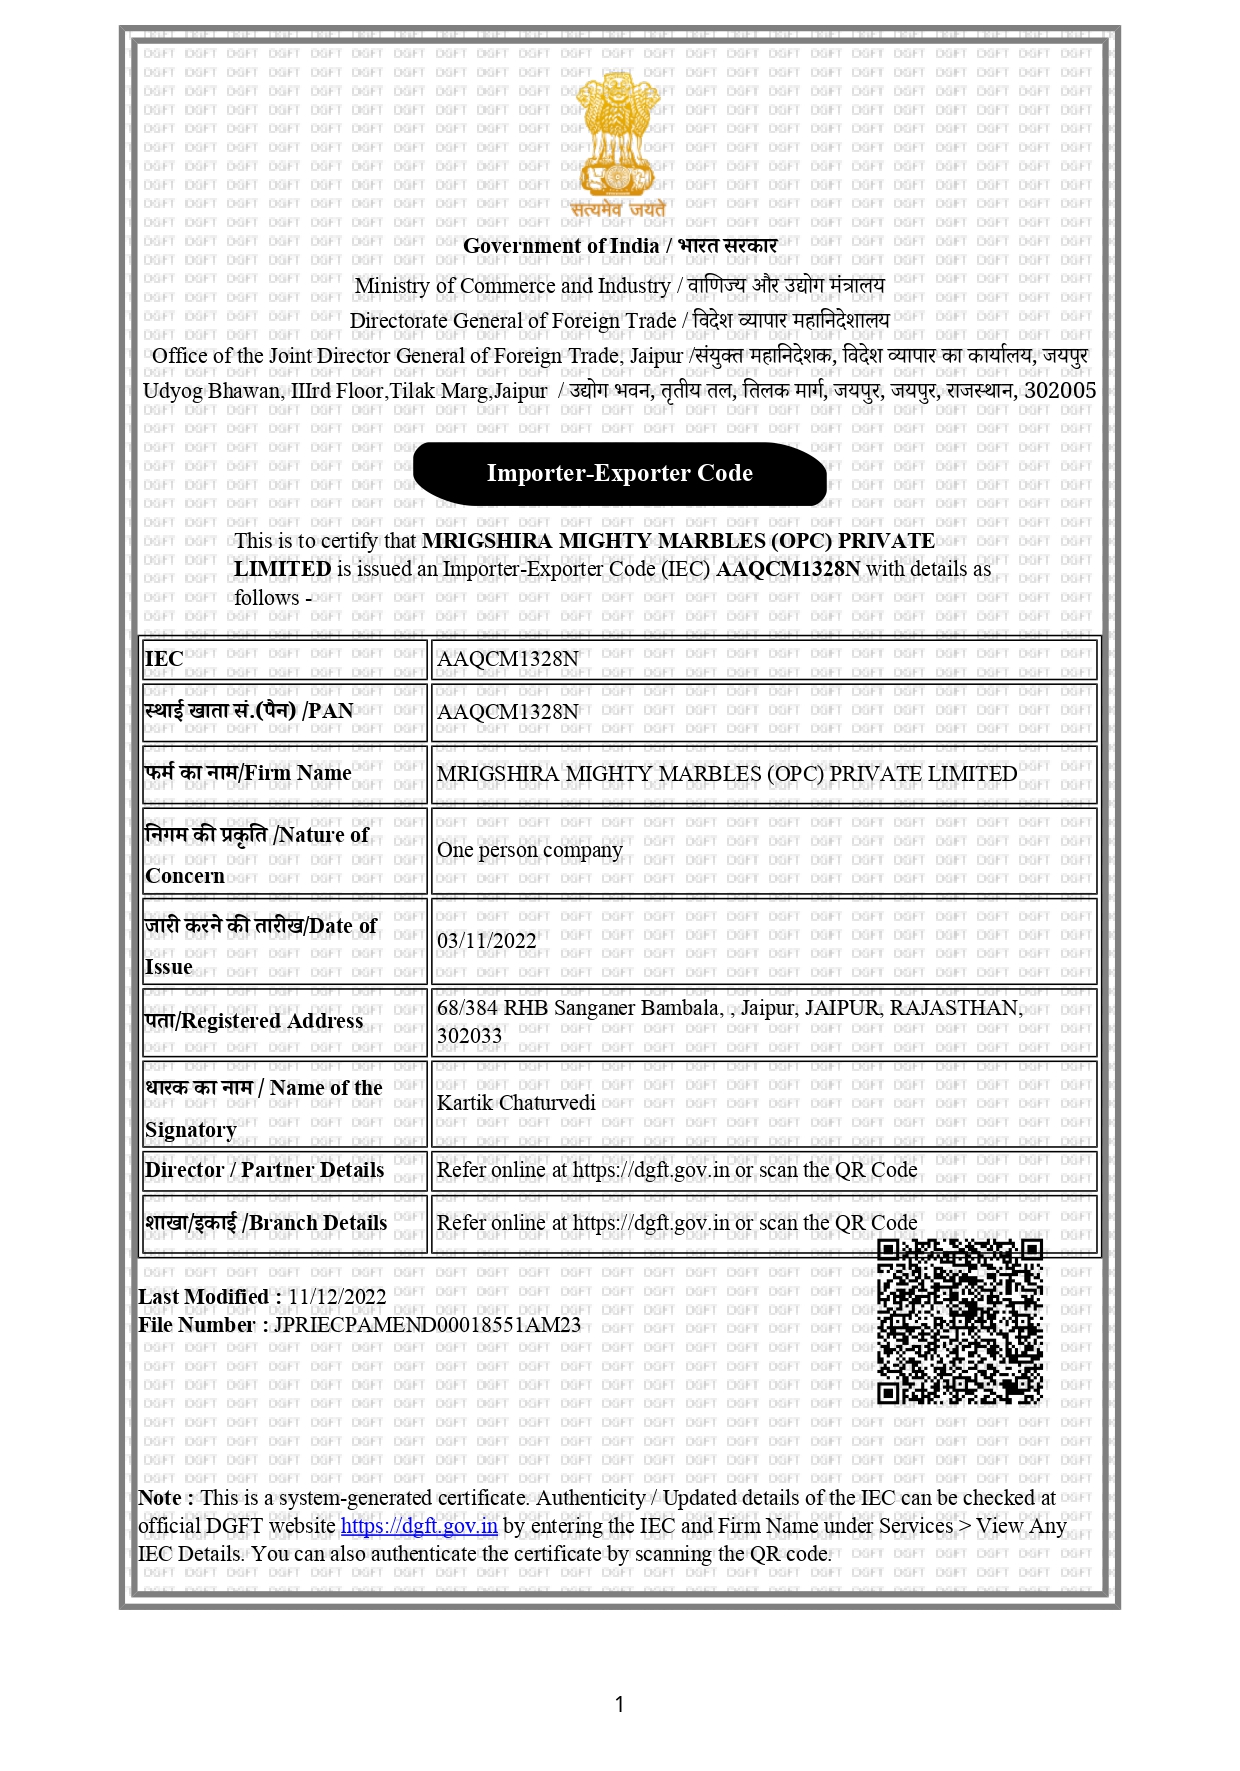 सत्यमेव जयते
Government of India / भारत सरकार
Ministry of Commerce and Industry / वाणिज्य और उद्योग मंत्रालय
Directorate General of Foreign Trade / विदेश व्यापार महानिदेशालय
Office of the Joint Director General of Foreign Trade, Jaipur /संयुक्त महानिदेशक, विदेश व्यापार का कार्यालय, जयपुर
Udyog Bhawan, IIIrd Floor,Tilak Marg,Jaipur / उद्योग भवन, तृतीय तल, तिलक मार्ग, जयपुर, जयपुर, राजस्थान, 302005
Importer-Exporter Code
This is to certify that MRIGSHIRA MIGHTY MARBLES (OPC) PRIVATE
LIMITED is issued an Importer-Exporter Code (IEC) AAQCM1328N with details as
follows -
IEC AAQCM1328N
स्थाई खाता सं.(पैन) /PAN AAQCM1328N
फर्म का नाम/Firm Name MRIGSHIRA MIGHTY MARBLES (OPC) PRIVATE LIMITED
निगम की प्रकृति /Nature of
Concern
One person company
जारी करने की तारीख/Date of
Issue
03/11/2022
पता/Registered Address
68/384 RHB Sanganer Bambala, , Jaipur, JAIPUR, RAJASTHAN,
302033
धारक का नाम / Name of the
Signatory
Kartik Chaturvedi
Director / Partner Details Refer online at https://dgft.gov.in or scan the QR Code
शाखा/इकाई /Branch Details Refer online at https://dgft.gov.in or scan the QR Code
Last Modified : 11/12/2022
File Number : JPRIECPAMEND00018551AM23
Note : This is a system-generated certificate. Authenticity / Updated details of the IEC can be checked at
official DGFT website https://dgft.gov.in by entering the IEC and Firm Name under Services > View Any
IEC Details. You can also authenticate the certificate by scanning the QR code.
1